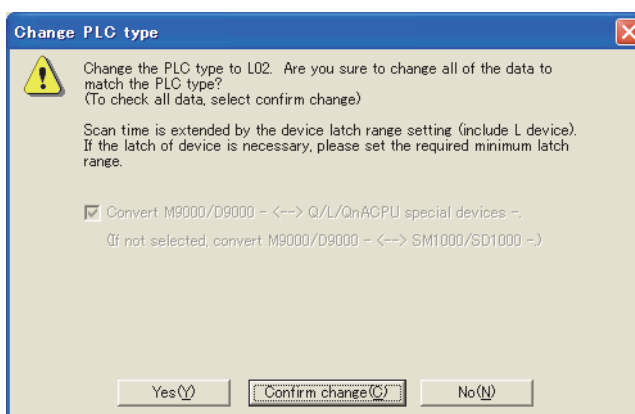 Change PLC type
Change the PLC type to L02. Are you sure to change all of the data to
match the PLC type?
(To check all data, select confirm change)
Scan time is extended by the device latch range setting (include L device).
If the latch of device is necessary, please set the required minimum latch
range.
Convert M9000/D9000 - <--> Q/L/QnACPU special devices -.
(If not selected, convert M9000/D9000 - <--> SM1000/SD1000 -.)
Yes(Y) Confirm change(C) No(N)